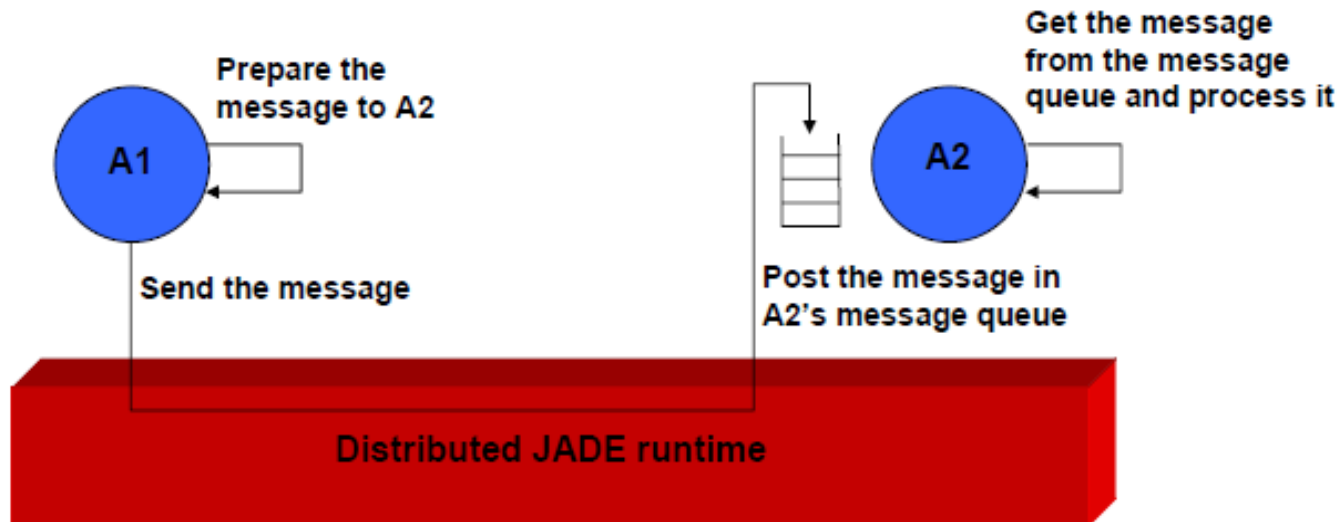 Prepare the
message to A2
A1
Send the message
Get the message
from the message
queue and process it
A2
Post the message in
A2's message queue
Distributed JADE runtime